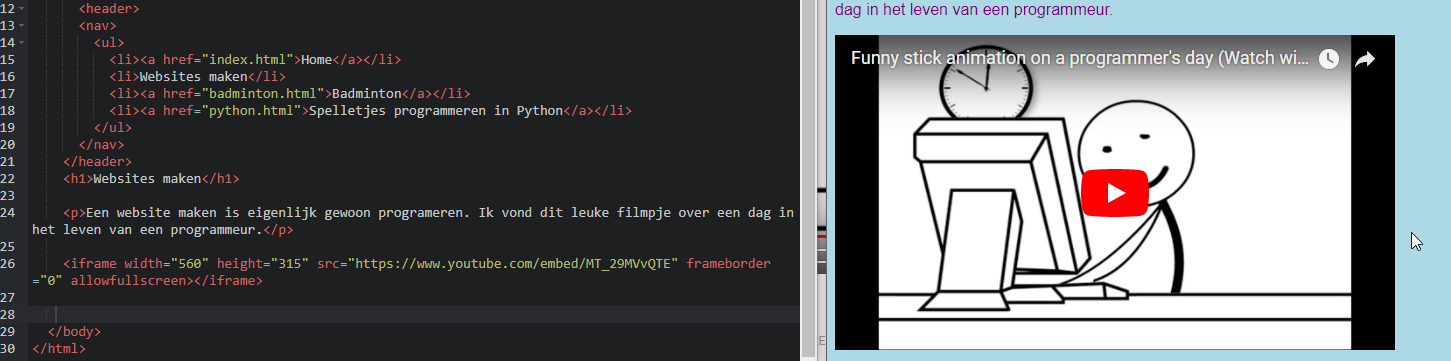 12 <header>
13 <nav>
14 <ul>
15 <li><a href="index.html">Home</a></li>
16 <li>Websites maken</li>
17 <li><a href="badminton.html">Badminton</a></li>
18 <li><a href="python.html">Spelletjes programmeren in Python</a></li>
19 </ul>
20 </nav>
21 </header>
22 <h1>Websites maken</h1>
23
24 <p>Een website maken is eigenlijk gewoon programeren. Ik vond dit leuke filmpje over een dag in
het leven van een programmeur.</p>
25
26 <iframe width="560" height="315" src="https://www.youtube.com/embed/MT_29MVvQTE" frameborder
="0" allowfullscreen></iframe>
27
28
29 </body>
30 </html>
dag in het leven van een programmeur.
Funny stick animation on a programmer's day (Watch wi...
E